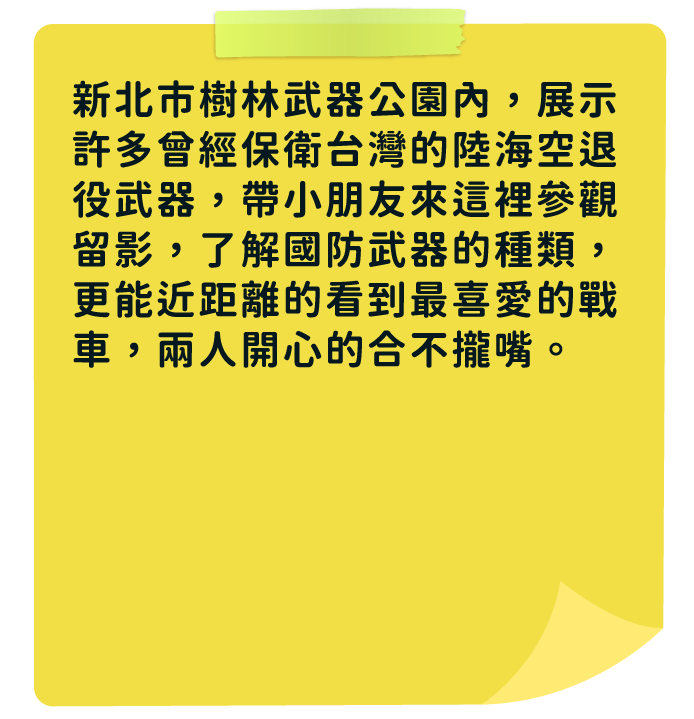 新北市樹林武器公園內，展示
許多曾經保衛台灣的陸海空退
役武器，帶小朋友來這裡參觀
留影，了解國防武器的種類，
更能近距離的看到最喜愛的戰
車，兩人開心的合不攏嘴。